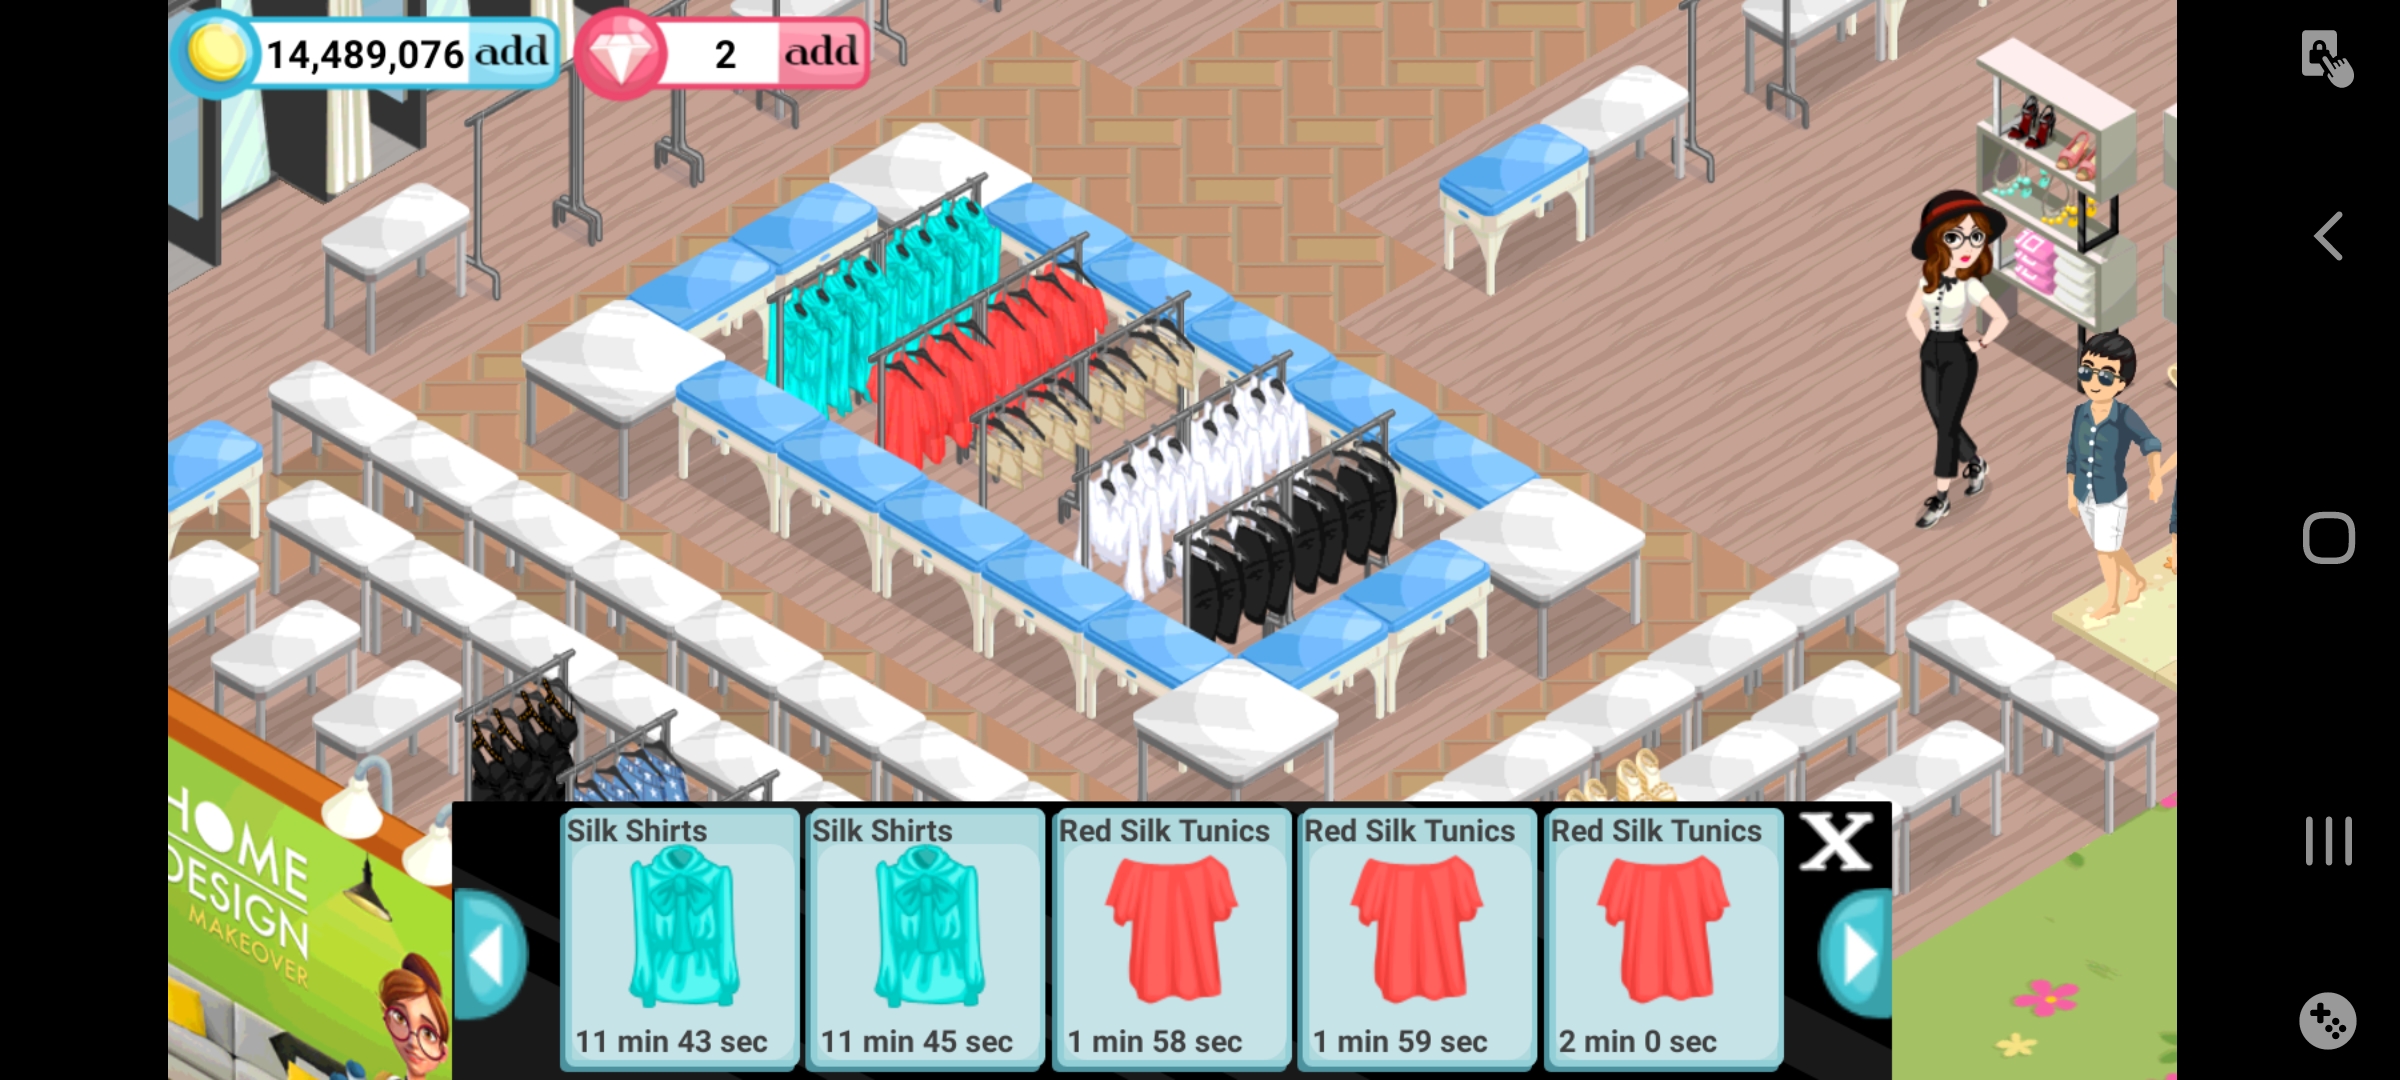 14,489,076 add
2 add
HOME
DESIGN
MAKEOVER
Silk Shirts
11 min 43 sec
Silk Shirts
11 min 45 sec
Red Silk Tunics
1 min 58 sec
Red Silk Tunics
1 min 59 sec
Red Silk Tunics
2 min 0 sec
X